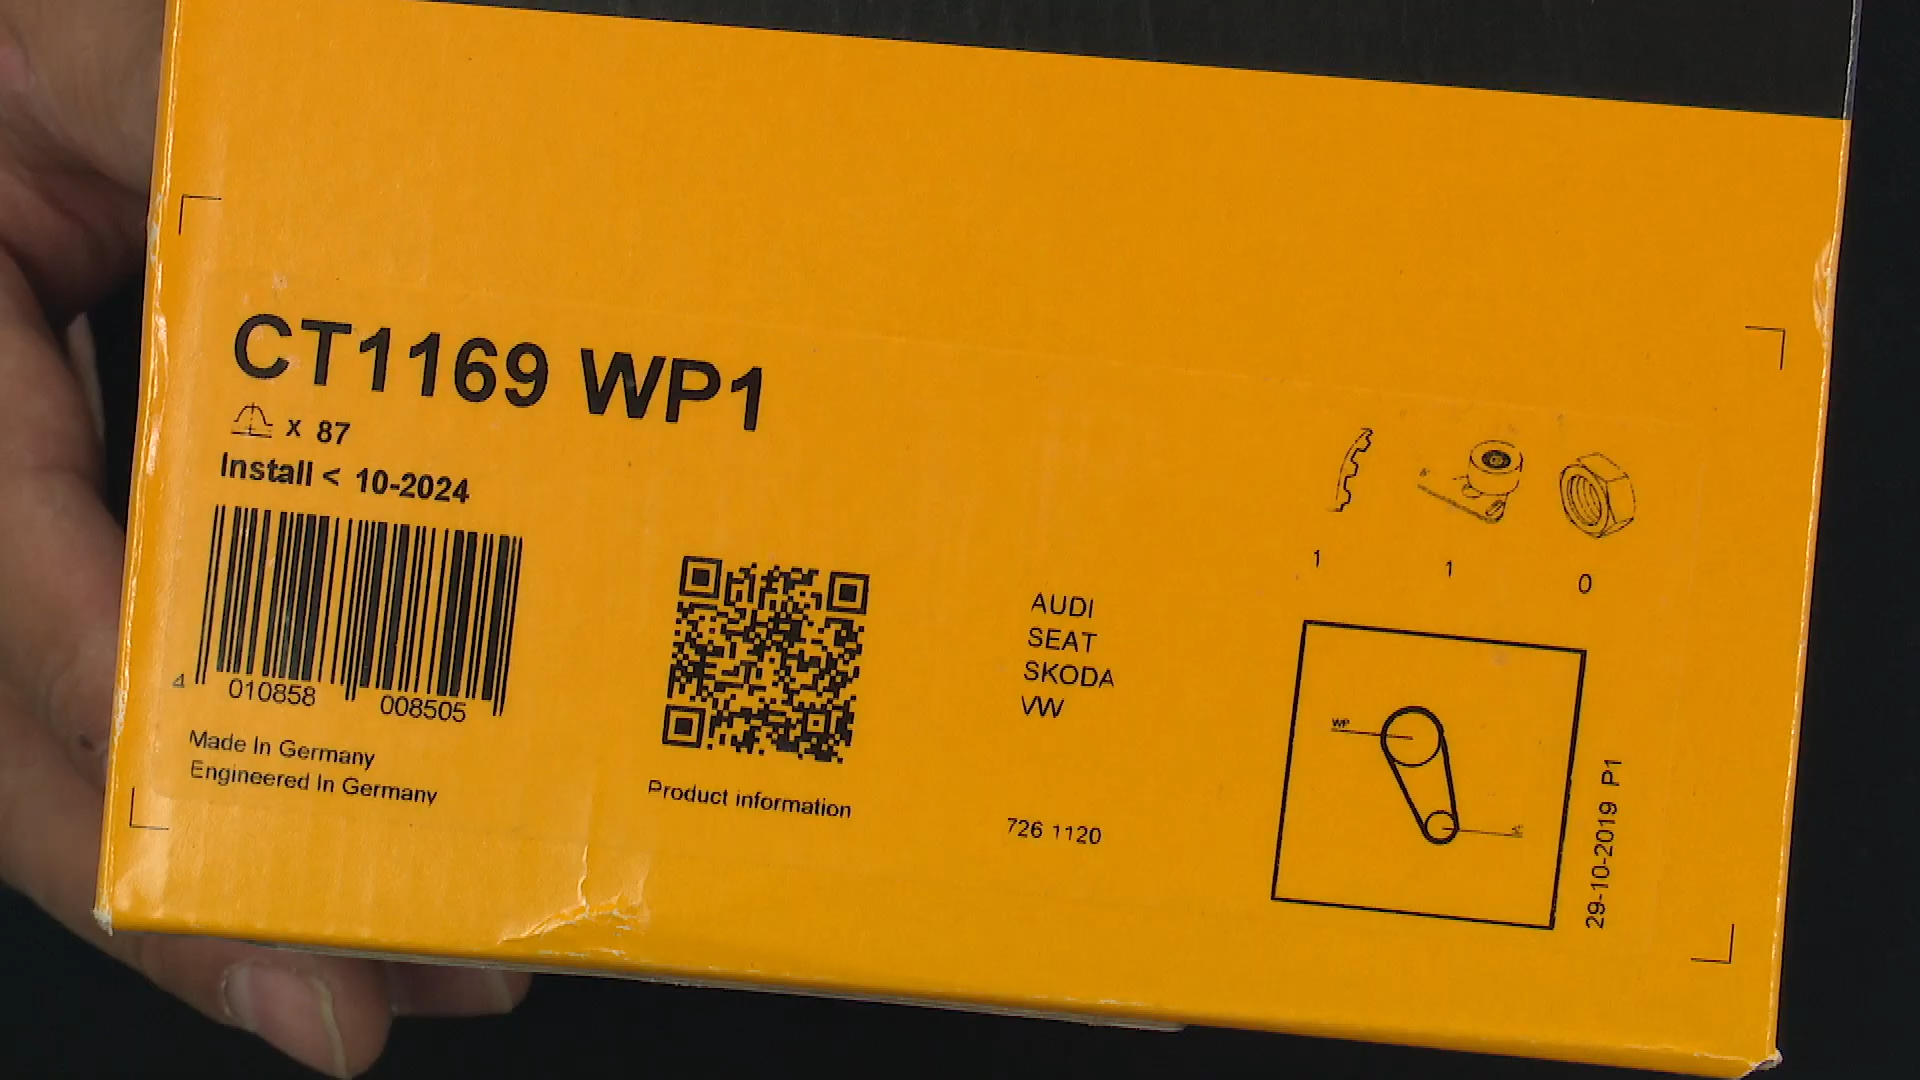 CT1169 WP1
x 87
Install < 10-2024
4 010858 008505
Made In Germany
Engineered In Germany
Product information
AUDI
SEAT
SKODA
VW
726 1120
1 1 0
WP
29-10-2019 P1